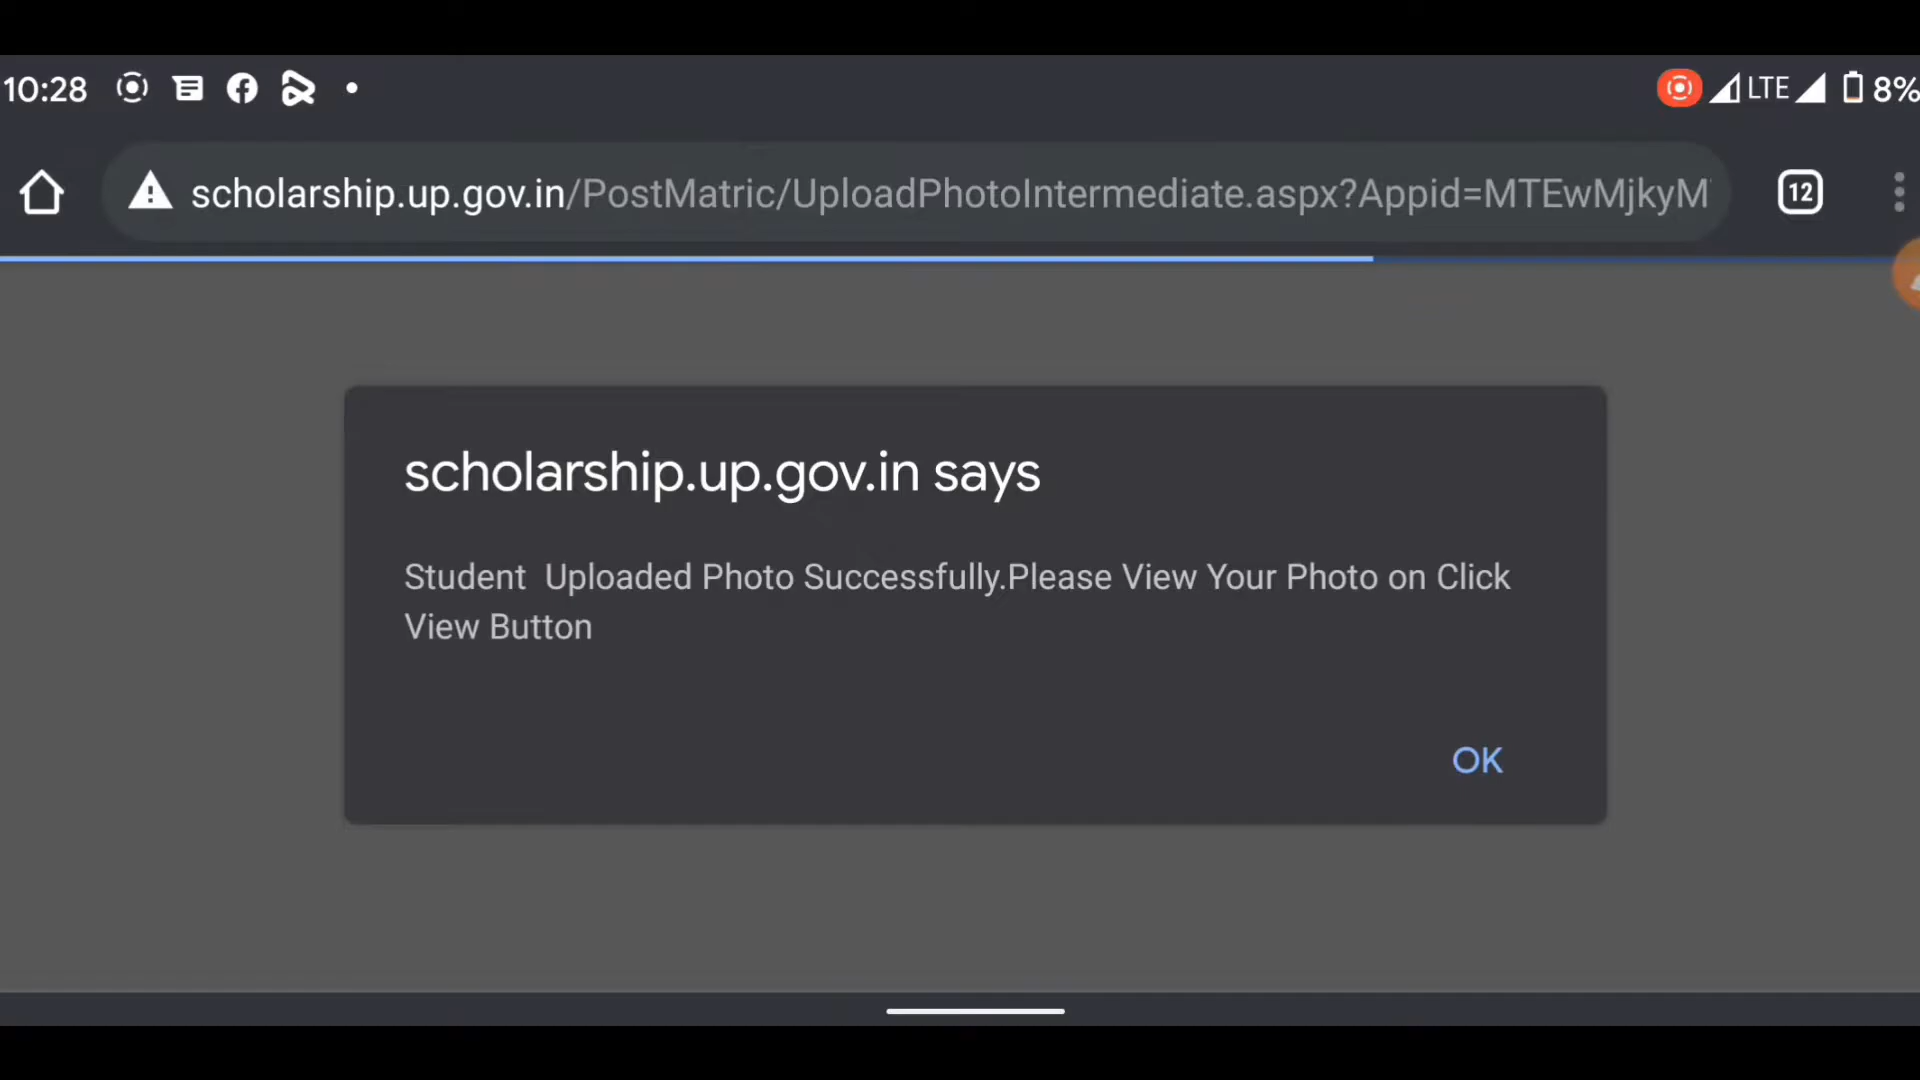 10:28 LTE 8%
scholarship.up.gov.in/PostMatric/UploadPhotoIntermediate.aspx?Appid=MTEwMjkyM 12
scholarship.up.gov.in says
Student  Uploaded Photo Successfully.Please View Your Photo on Click
View Button
OK